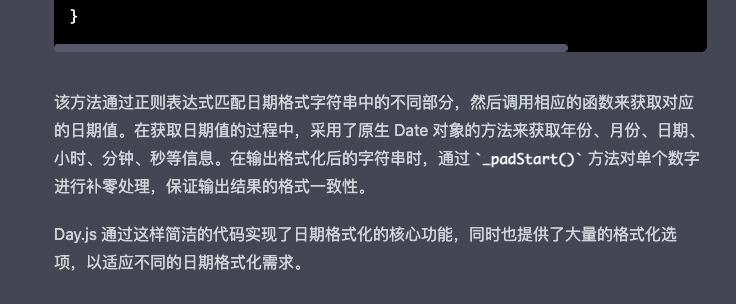 }
该方法通过正则表达式匹配日期格式字符串中的不同部分，然后调用相应的函数来获取对应
的日期值。在获取日期值的过程中，采用了原生 Date 对象的方法来获取年份、月份、日期、
小时、分钟、秒等信息。在输出格式化后的字符串时，通过 `_padStart()` 方法对单个数字
进行补零处理，保证输出结果的格式一致性。
Day.js 通过这样简洁的代码实现了日期格式化的核心功能，同时也提供了大量的格式化选
项，以适应不同的日期格式化需求。